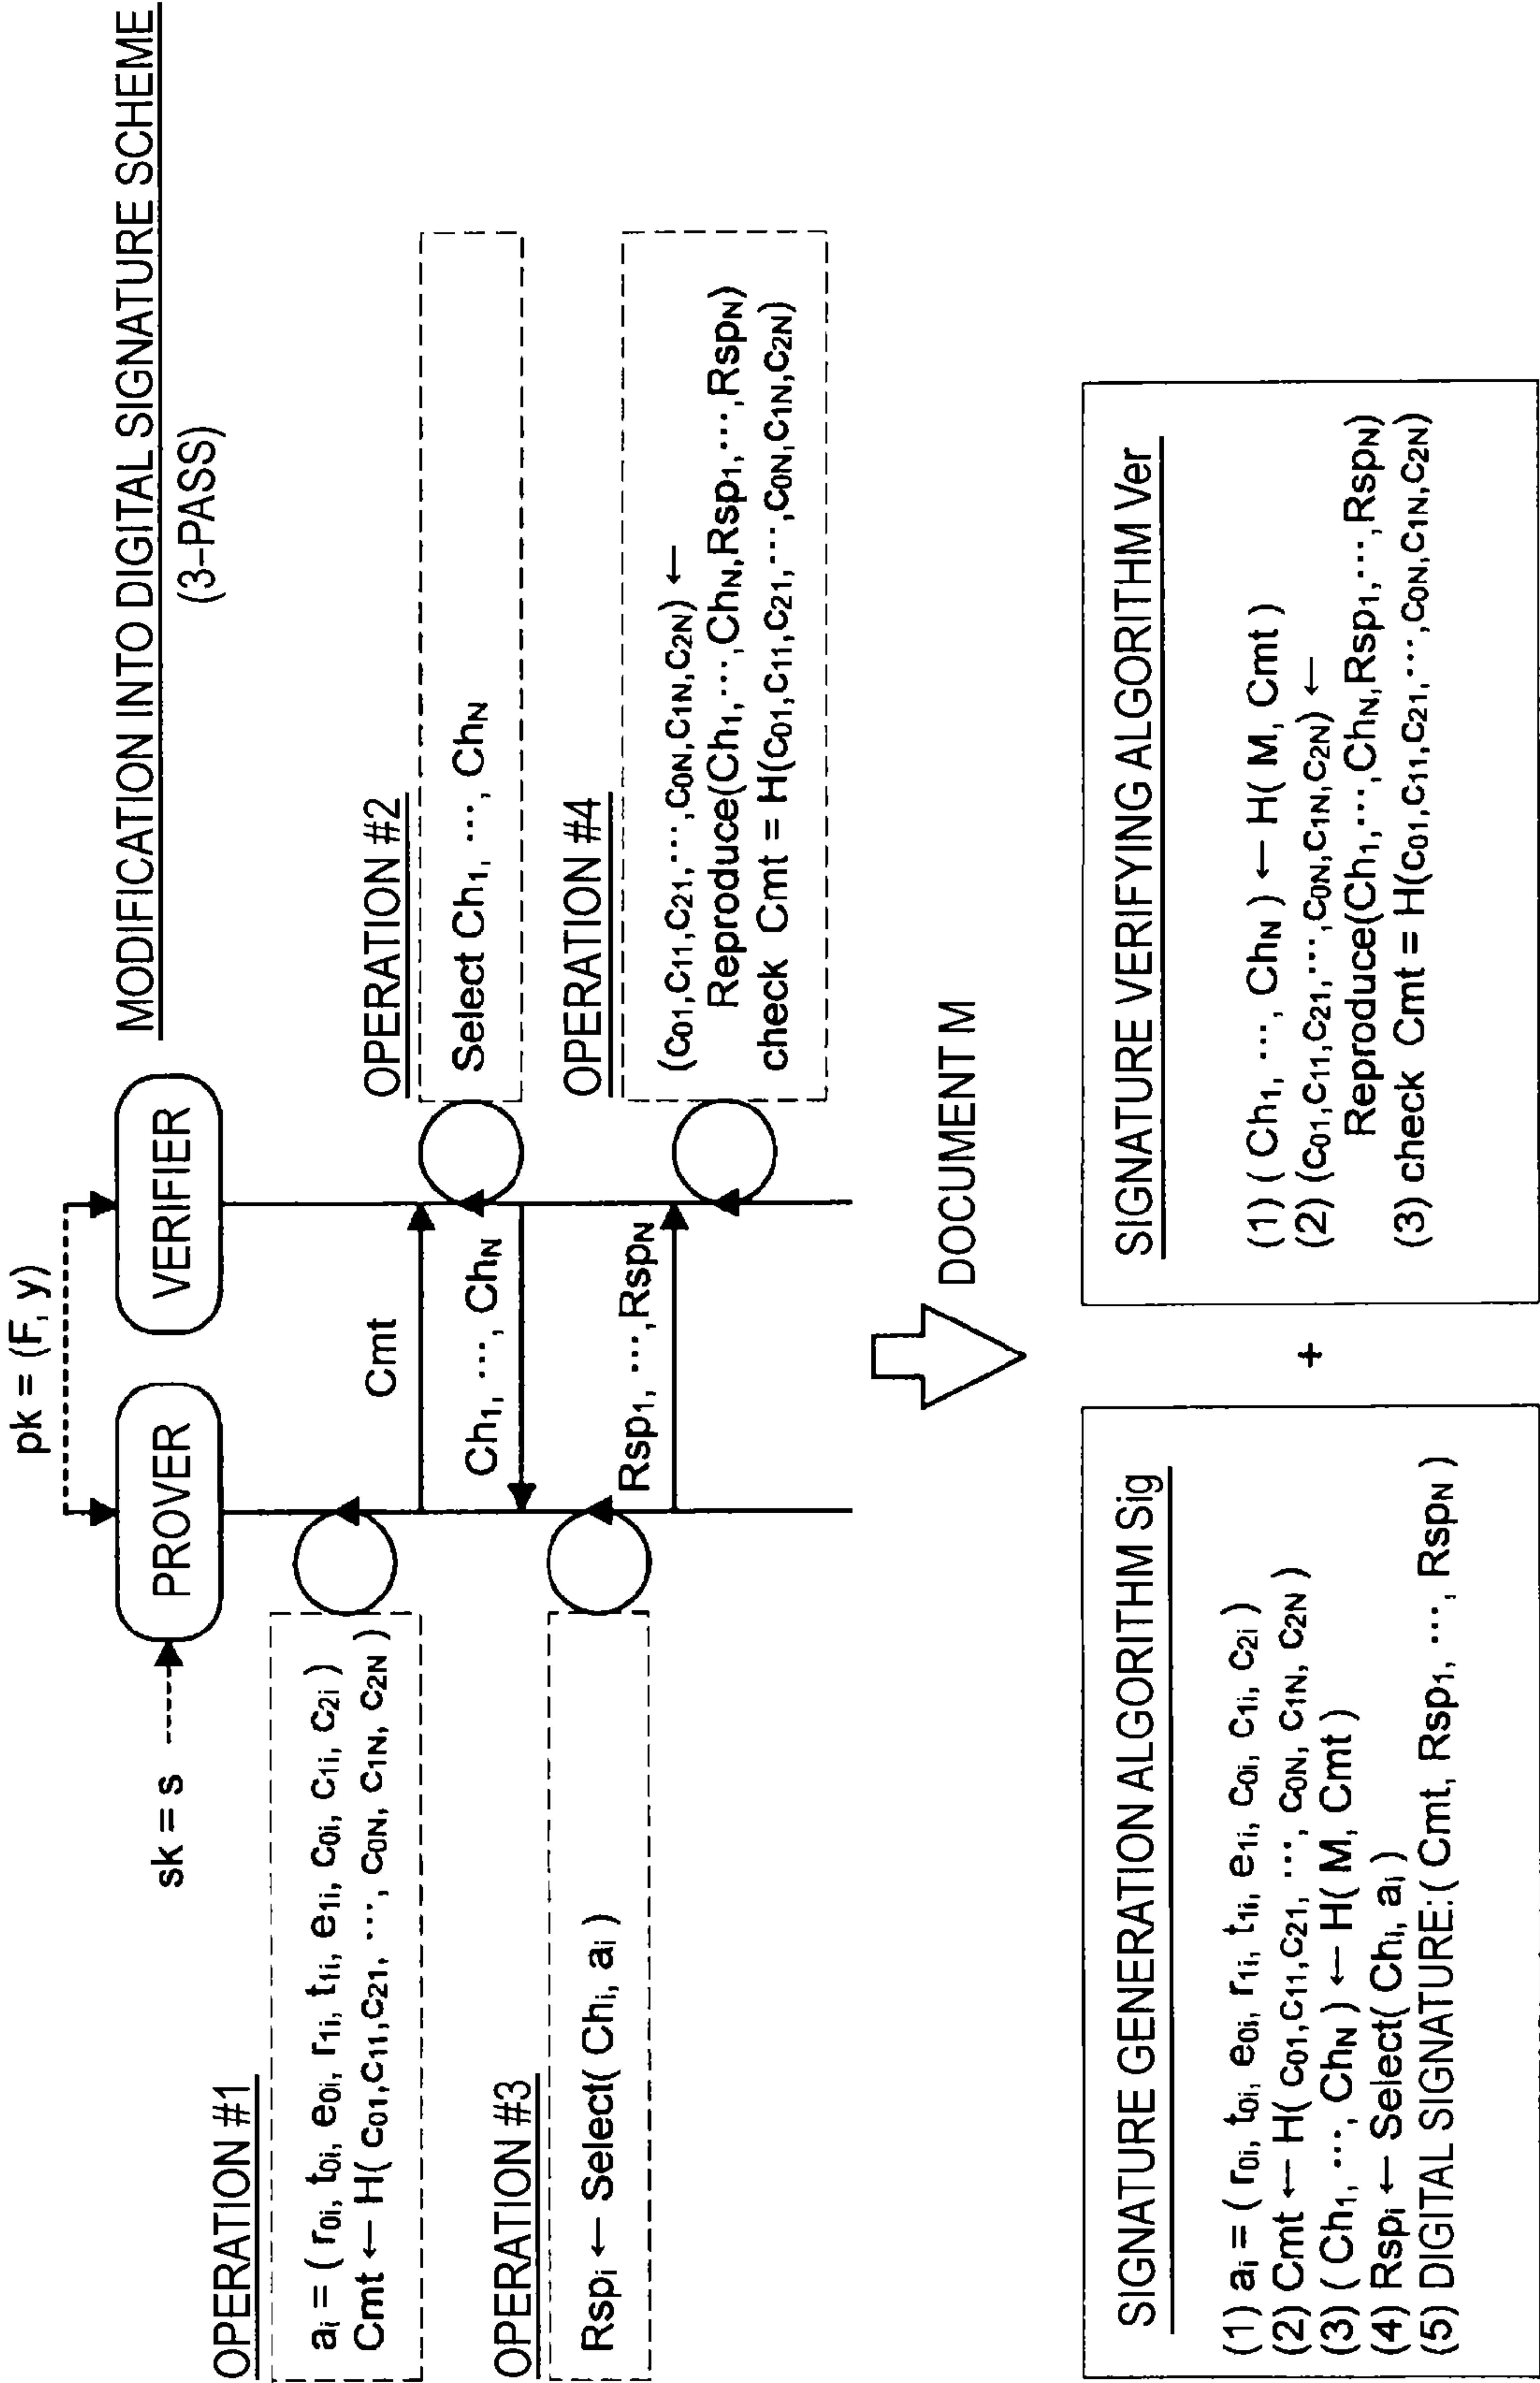 MODIFICATION INTO DIGITAL SIGNATURE SCHEME
(3-PASS)
pk = (F, y)
sk = s
PROVER
VERIFIER
OPERATION #1
aᵢ = ( r₀ᵢ, t₀ᵢ, e₀ᵢ, r₁ᵢ, t₁ᵢ, e₁ᵢ, c₀ᵢ, c₁ᵢ, c₂ᵢ )
Cmt ← H( c₀₁,c₁₁,c₂₁, ⋯, c₀N, c₁N, c₂N )
Cmt
OPERATION #2
Select Ch₁, ⋯, ChN
Ch₁, ⋯, ChN
OPERATION #3
Rspᵢ ← Select( Chᵢ, aᵢ )
Rsp₁, ⋯,RspN
OPERATION #4
(c₀₁,c₁₁,c₂₁, ⋯,c₀N,c₁N,c₂N) ←
Reproduce(Ch₁,⋯,ChN,Rsp₁,⋯,RspN)
check Cmt = H(c₀₁,c₁₁,c₂₁,⋯,c₀N,c₁N,c₂N)
DOCUMENT M
SIGNATURE GENERATION ALGORITHM Sig
(1) aᵢ = ( r₀ᵢ, t₀ᵢ, e₀ᵢ, r₁ᵢ, t₁ᵢ, e₁ᵢ, c₀ᵢ, c₁ᵢ, c₂ᵢ )
(2) Cmt ← H( c₀₁,c₁₁,c₂₁, ⋯, c₀N, c₁N, c₂N )
(3) ( Ch₁, ⋯, ChN ) ← H( M, Cmt )
(4) Rspᵢ ← Select( Chᵢ, aᵢ )
(5) DIGITAL SIGNATURE:( Cmt, Rsp₁, ⋯, RspN )
+
SIGNATURE VERIFYING ALGORITHM Ver
(1) ( Ch₁, ⋯, ChN ) ← H( M, Cmt )
(2) (c₀₁,c₁₁,c₂₁,⋯,c₀N,c₁N,c₂N) ←
Reproduce(Ch₁,⋯,ChN,Rsp₁,⋯,RspN)
(3) check Cmt = H(c₀₁,c₁₁,c₂₁,⋯,c₀N,c₁N,c₂N)